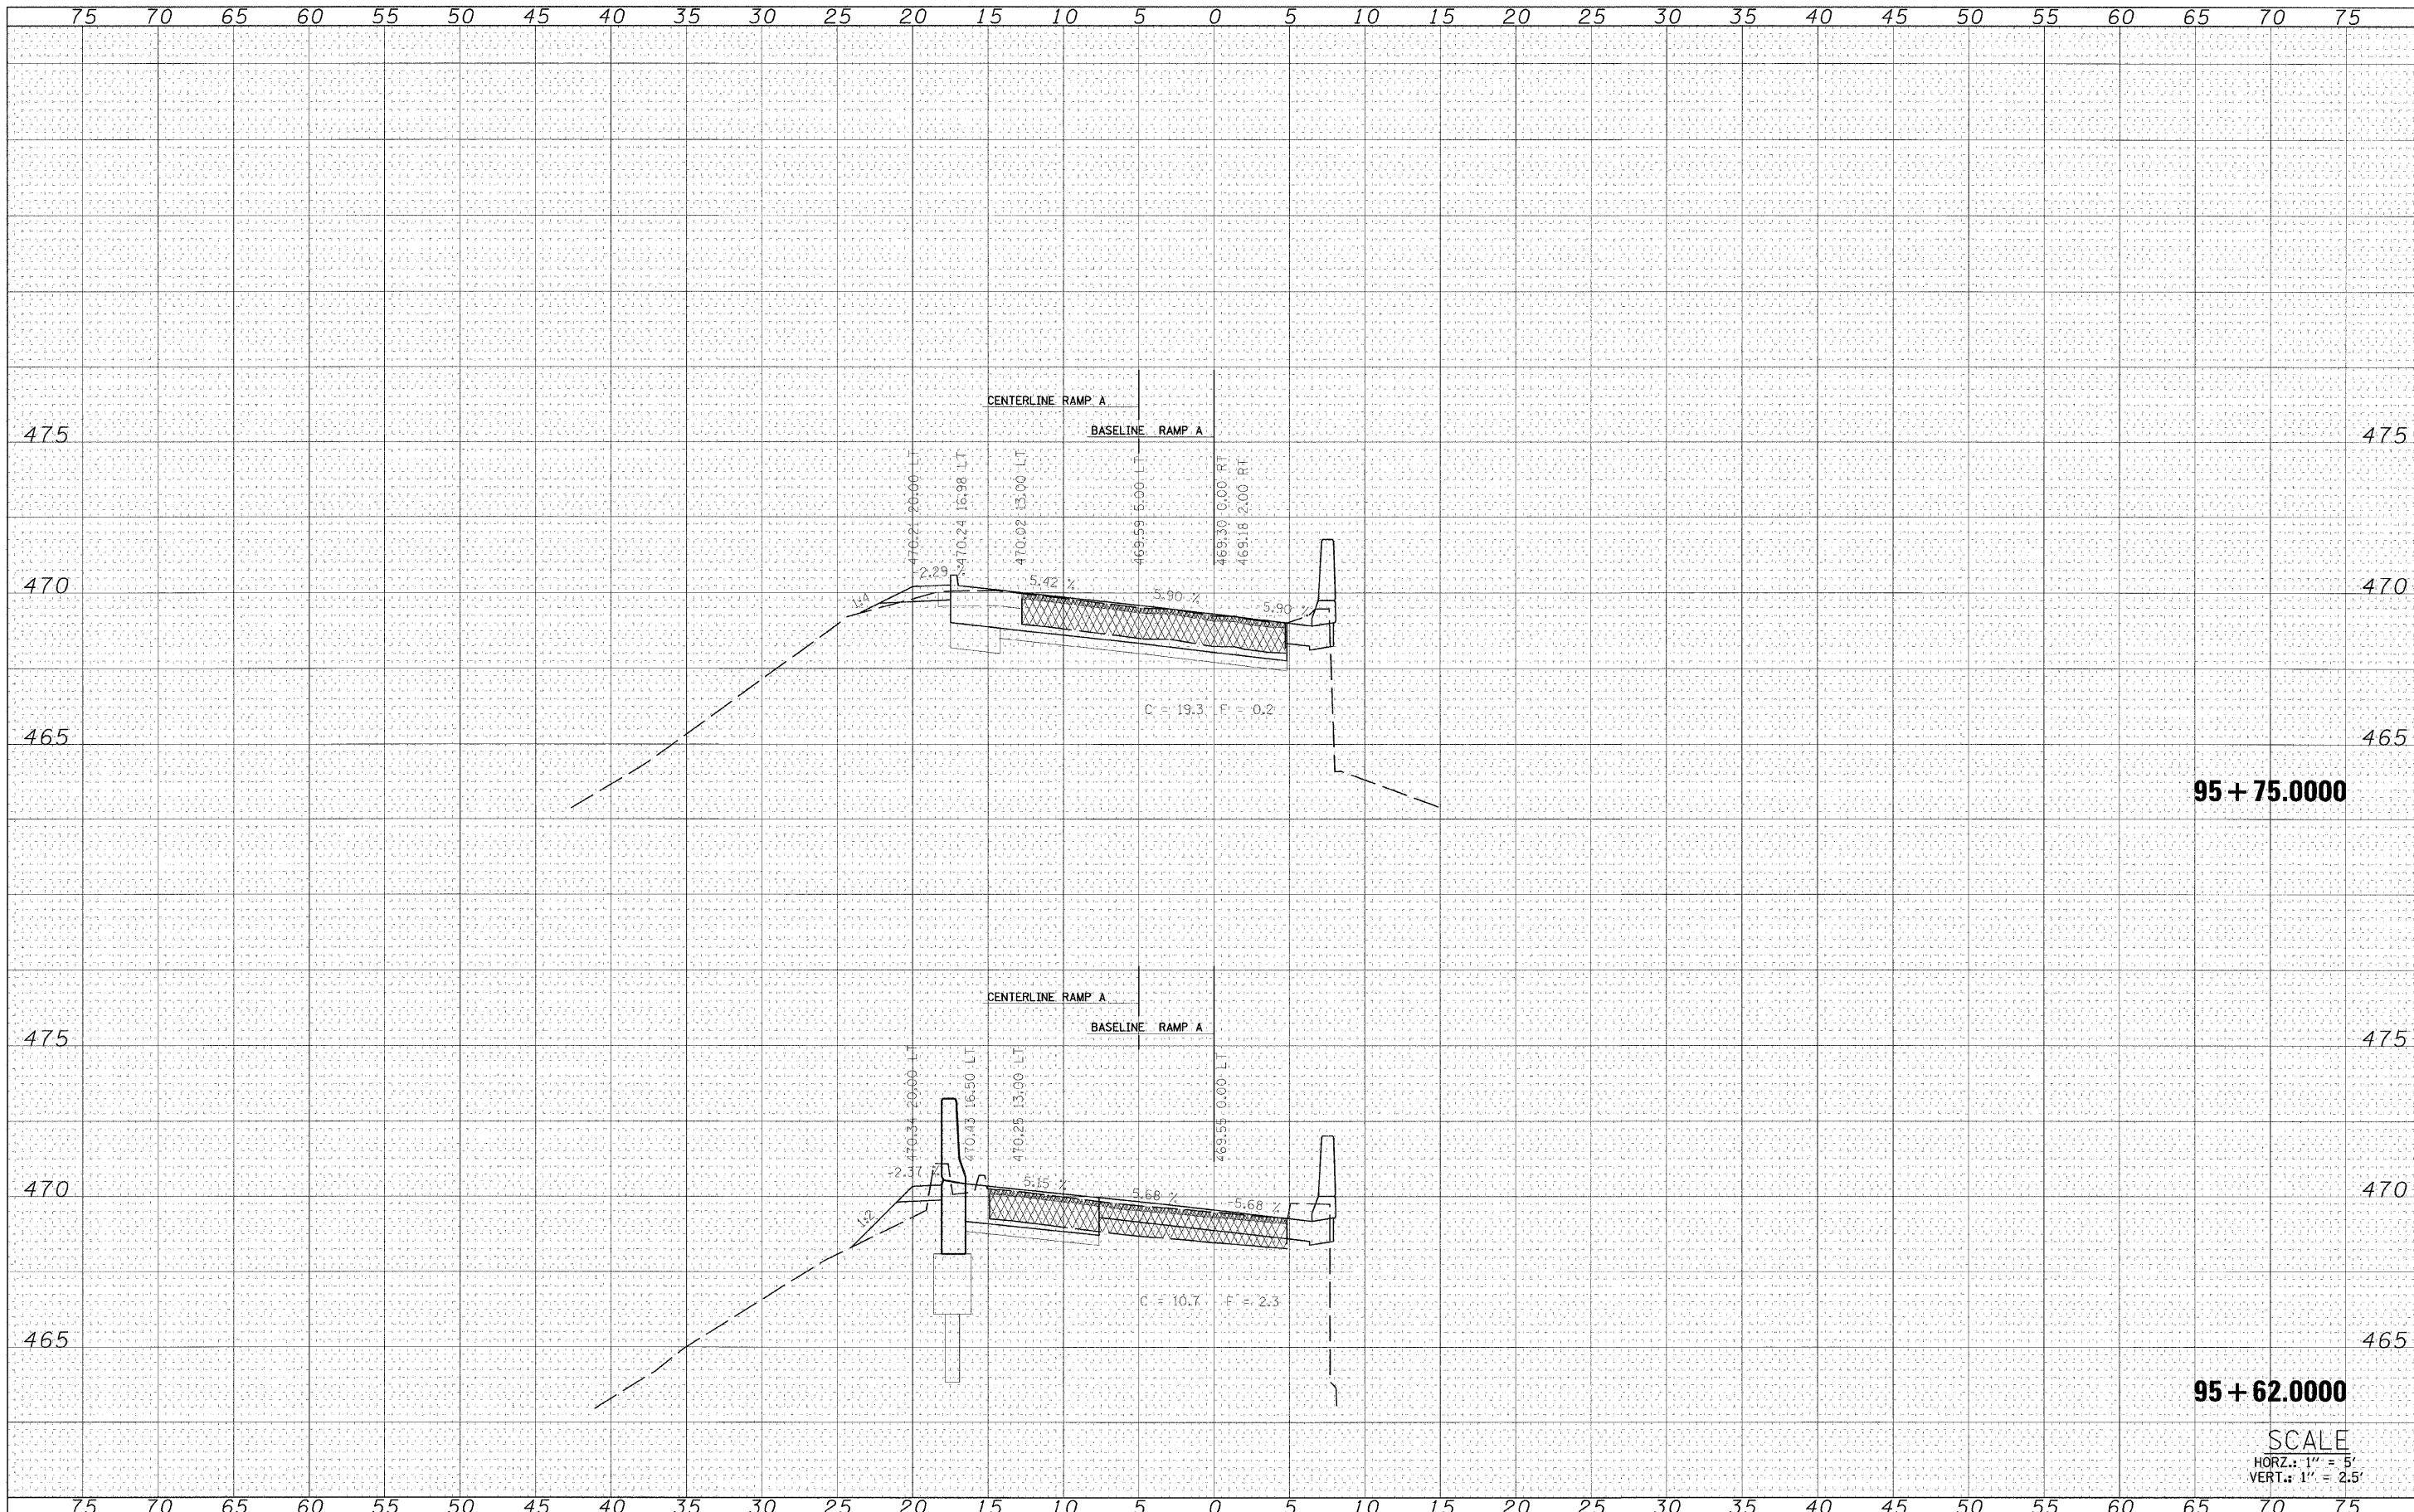 75 70 65 60 55 50 45 40 35 30 25 20 15 10 5 0 5 10 15 20 25 30 35 40 45 50 55 60 65 70 75
CENTERLINE RAMP A
BASELINE RAMP A
475 475
470.21 20.00 LT
470.24 16.98 LT
470.02 13.00 LT
469.59 5.00 LT
469.30 0.00 RT
469.18 2.00 RT
470 470
-2.29 %
5.42 %
5.90 %
-5.90 %
1:4
C = 19.3 F = 0.2
465 465
95+75.0000
CENTERLINE RAMP A
BASELINE RAMP A
475 475
470.34 20.00 LT
470.43 16.50 LT
470.25 13.00 LT
469.55 0.00 LT
470 470
-2.37 %
5.15 %
5.68 %
-5.68 %
1:2
C = 10.7 F = 2.3
465 465
95+62.0000
SCALE
HORZ.: 1" = 5'
VERT.: 1" = 2.5'
75 70 65 60 55 50 45 40 35 30 25 20 15 10 5 0 5 10 15 20 25 30 35 40 45 50 55 60 65 70 75